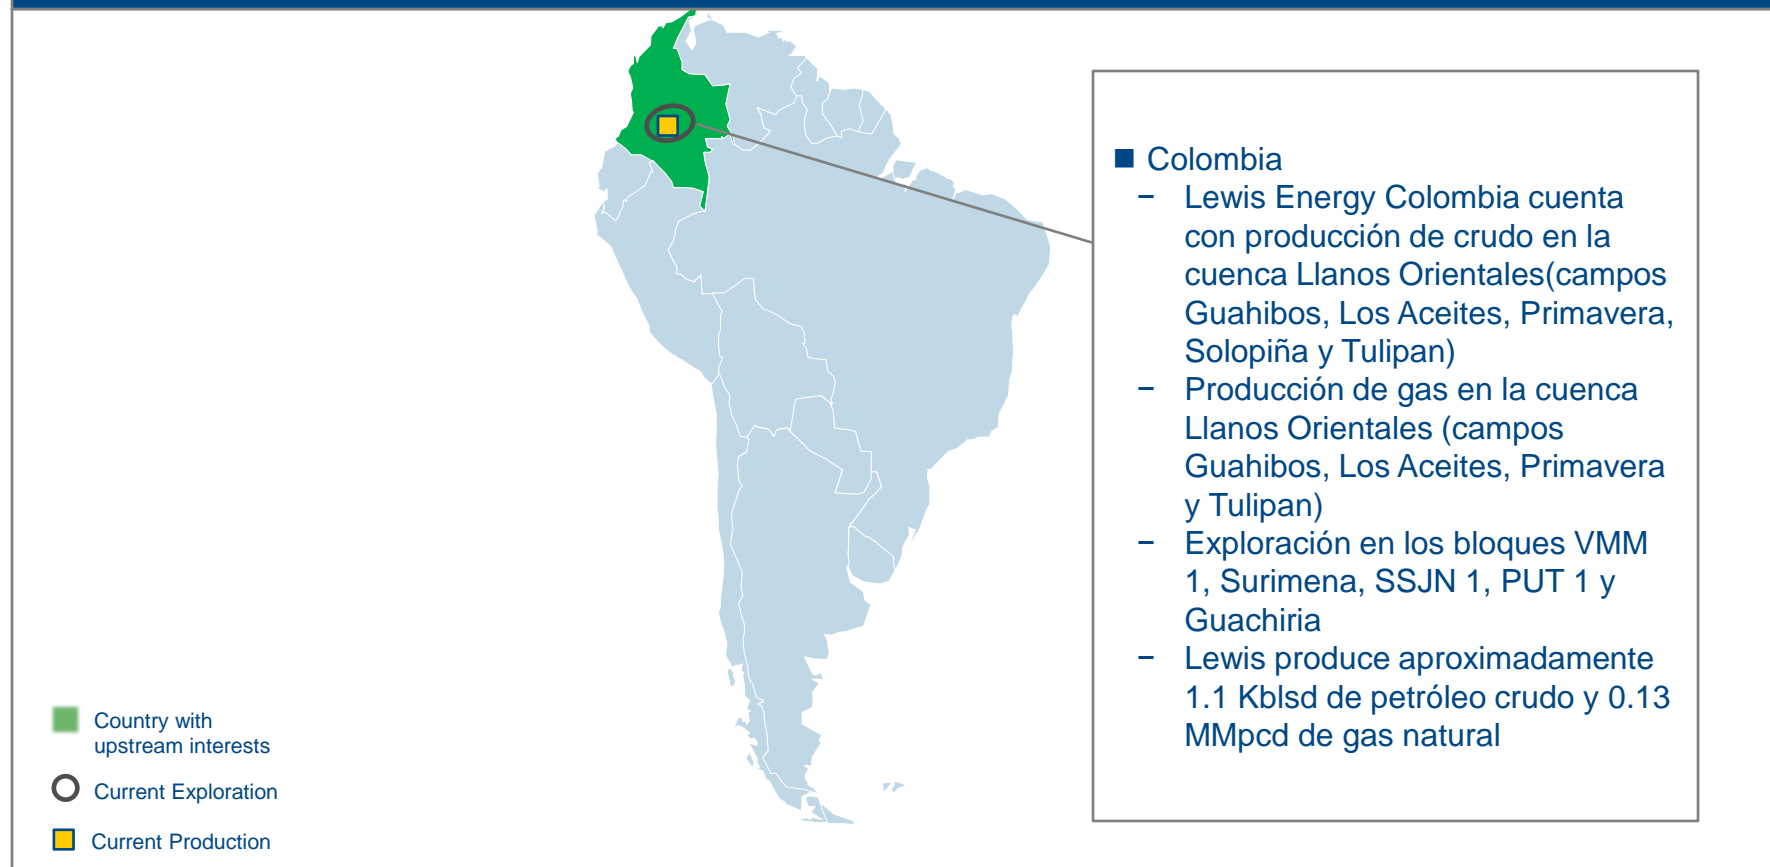 Colombia
− Lewis Energy Colombia cuenta
con producción de crudo en la
cuenca Llanos Orientales(campos
Guahibos, Los Aceites, Primavera,
Solopiña y Tulipan)
− Producción de gas en la cuenca
Llanos Orientales (campos
Guahibos, Los Aceites, Primavera
y Tulipan)
− Exploración en los bloques VMM
1, Surimena, SSJN 1, PUT 1 y
Guachiria
− Lewis produce aproximadamente
1.1 Kblsd de petróleo crudo y 0.13
MMpcd de gas natural
Country with
upstream interests
Current Exploration
Current Production